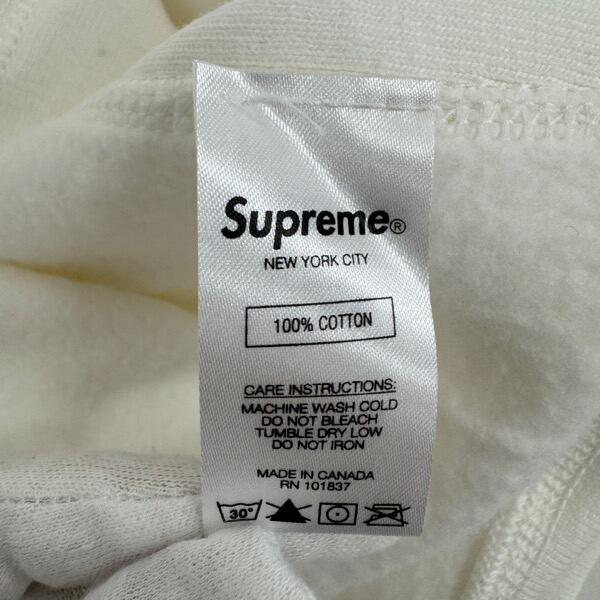 Supreme®
NEW YORK CITY
100% COTTON
CARE INSTRUCTIONS:
MACHINE WASH COLD
DO NOT BLEACH
TUMBLE DRY LOW
DO NOT IRON
MADE IN CANADA
RN 101837
30°